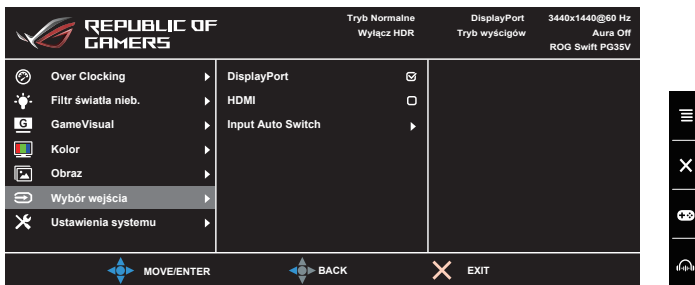 REPUBLIC OF
GAMERS
Tryb Normalne
Wyłącz HDR
DisplayPort
Tryb wyścigów
3440x1440@60 Hz
Aura Off
ROG Swift PG35V
Over Clocking
Filtr światła nieb.
G GameVisual
Kolor
Obraz
Wybór wejścia
Ustawienia systemu
DisplayPort
HDMI
Input Auto Switch
MOVE/ENTER
BACK
EXIT